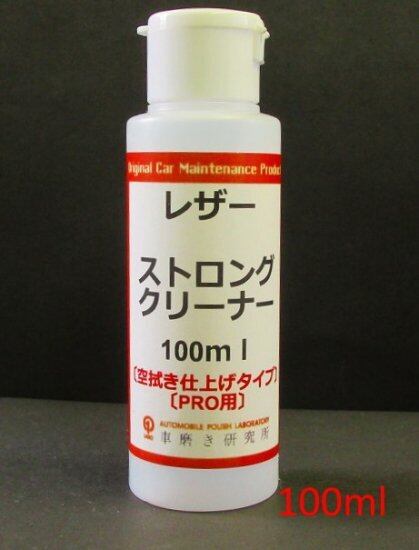 Original Car Maintenance Product
レザー
ストロング
クリーナー
100ml
〔空拭き仕上げタイプ〕
〔PRO用〕
LABO
AUTOMOBILE POLISH LABORATORY
車磨き研究所
100ml